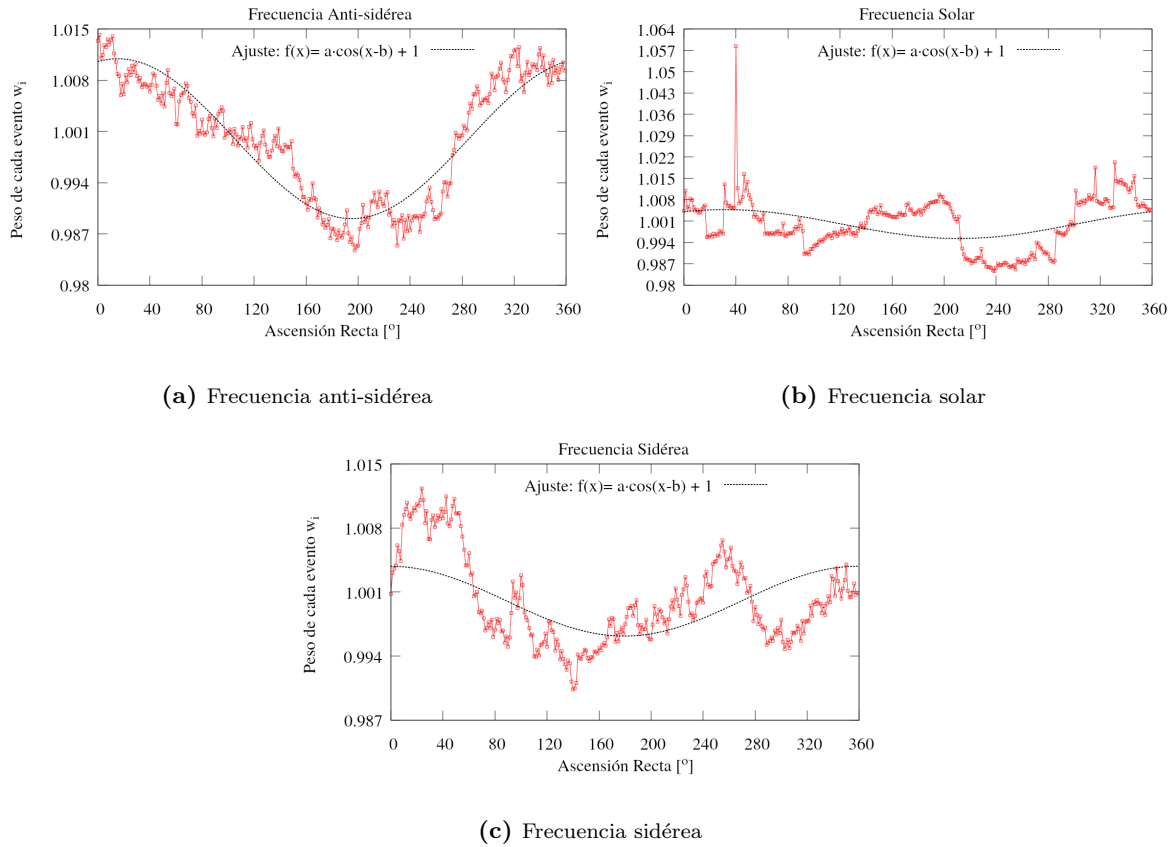 Frecuencia Anti-sidérea
Ajuste: f(x)= a·cos(x-b) + 1
Peso de cada evento wᵢ
1.015
1.008
1.001
0.994
0.987
0.98
0 40 80 120 160 200 240 280 320 360
Ascensión Recta [º]
(a) Frecuencia anti-sidérea
Frecuencia Solar
Ajuste: f(x)= a·cos(x-b) + 1
Peso de cada evento wᵢ
1.064
1.057
1.050
1.043
1.036
1.029
1.022
1.015
1.008
1.001
0.994
0.987
0.98
0 40 80 120 160 200 240 280 320 360
Ascensión Recta [º]
(b) Frecuencia solar
Frecuencia Sidérea
Ajuste: f(x)= a·cos(x-b) + 1
Peso de cada evento wᵢ
1.015
1.008
1.001
0.994
0.987
0 40 80 120 160 200 240 280 320 360
Ascensión Recta [º]
(c) Frecuencia sidérea